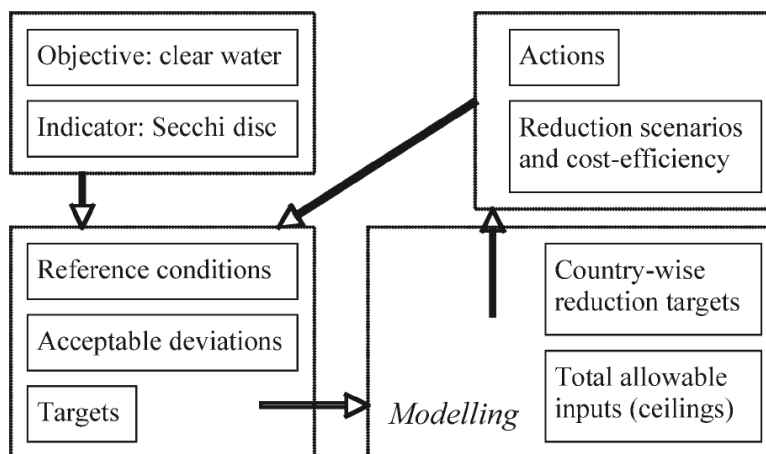 Objective: clear water
Indicator: Secchi disc
Actions
Reduction scenarios
and cost-efficiency
Reference conditions
Acceptable deviations
Targets
Modelling
Country-wise
reduction targets
Total allowable
inputs (ceilings)